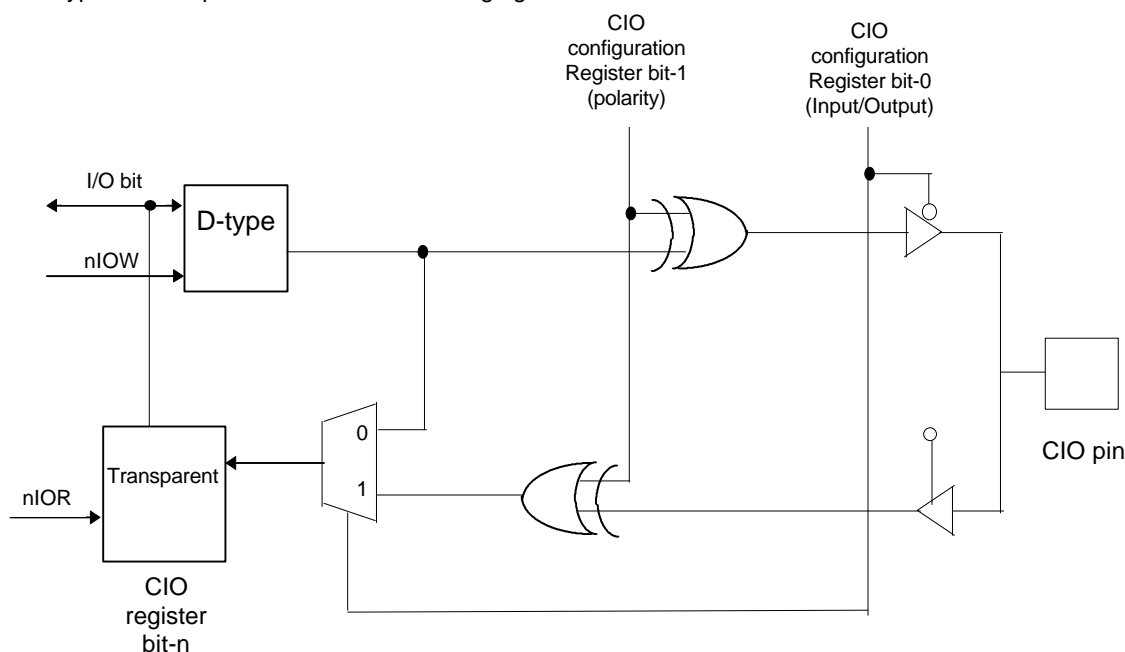 CIO
configuration
Register bit-1
(polarity)
CIO
configuration
Register bit-0
(Input/Output)
I/O bit
D-type
nIOW
0
1
Transparent
nIOR
CIO pin
CIO
register
bit-n